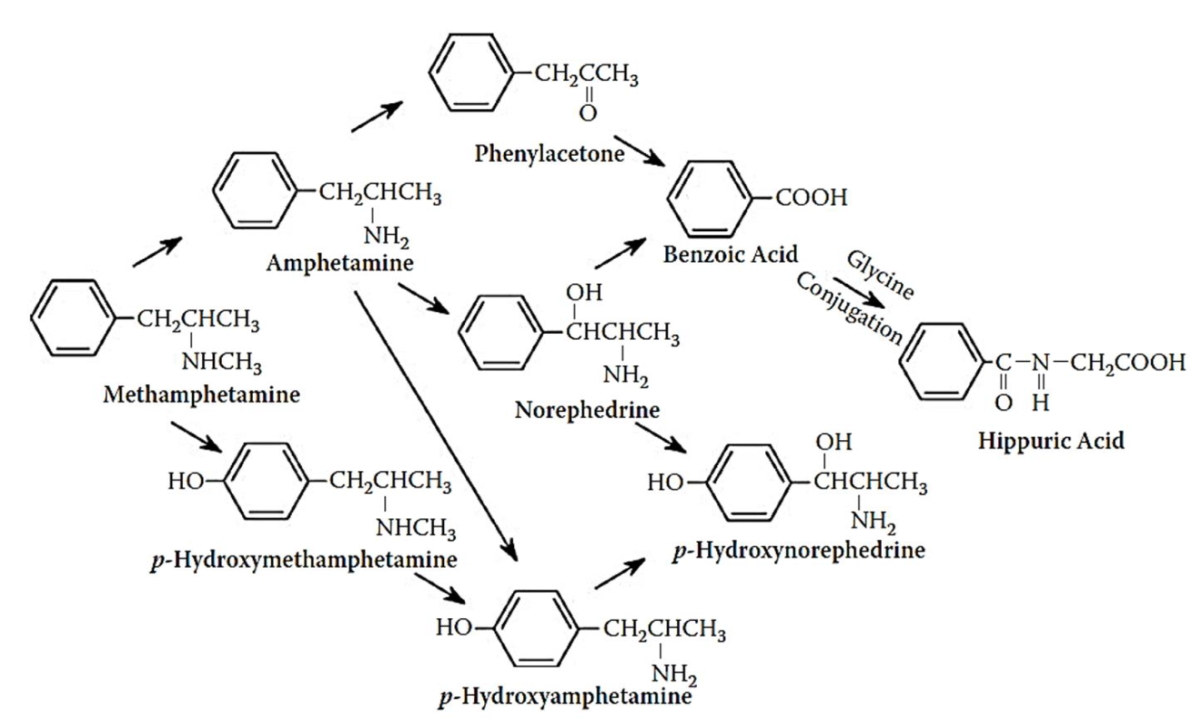 CH₂CCH₃
O
Phenylacetone
CH₂CHCH₃
NH₂
Amphetamine
COOH
Benzoic Acid
Glycine
Conjugation
CH₂CHCH₃
NHCH₃
Methamphetamine
OH
CHCHCH₃
NH₂
Norephedrine
C–N–CH₂COOH
O H
Hippuric Acid
HO CH₂CHCH₃
NHCH₃
p-Hydroxymethamphetamine
OH
HO CHCHCH₃
NH₂
p-Hydroxynorephedrine
HO CH₂CHCH₃
NH₂
p-Hydroxyamphetamine